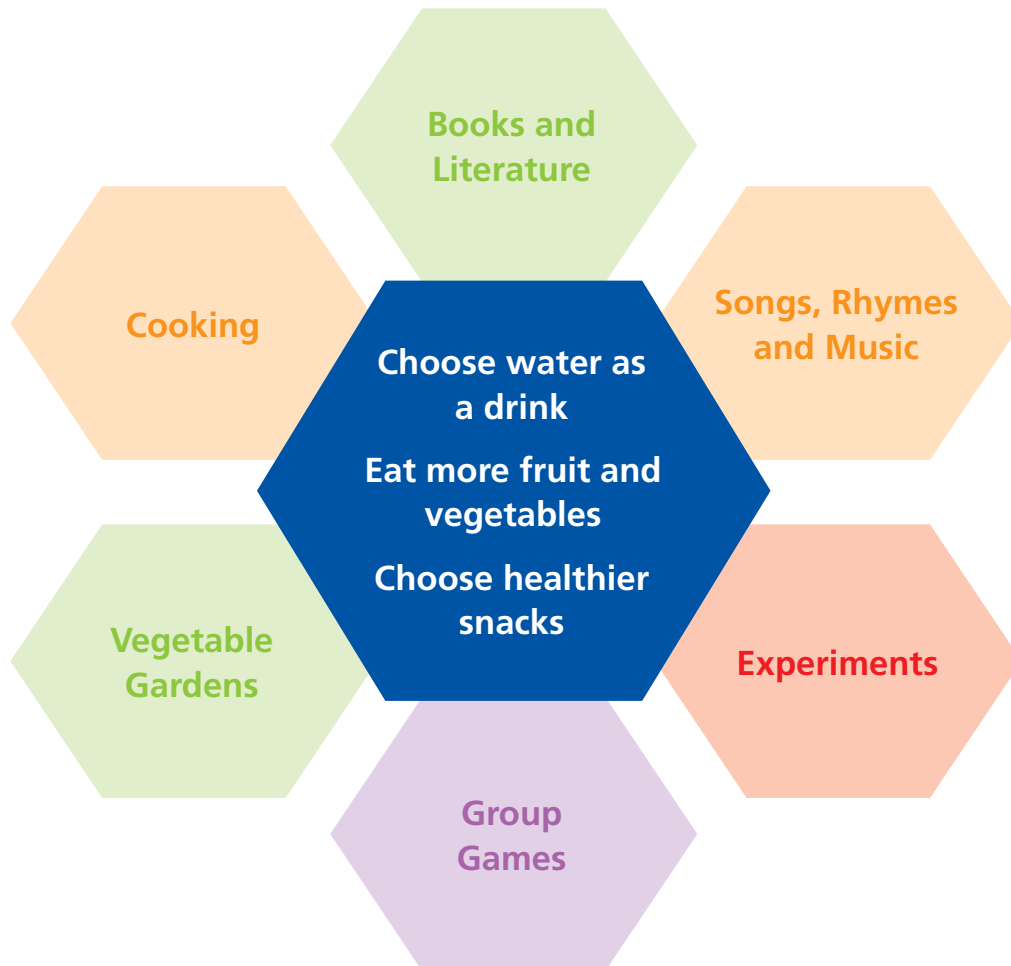 Books and
Literature
Cooking
Songs, Rhymes
and Music
Choose water as
a drink
Eat more fruit and
vegetables
Choose healthier
snacks
Vegetable
Gardens
Experiments
Group
Games